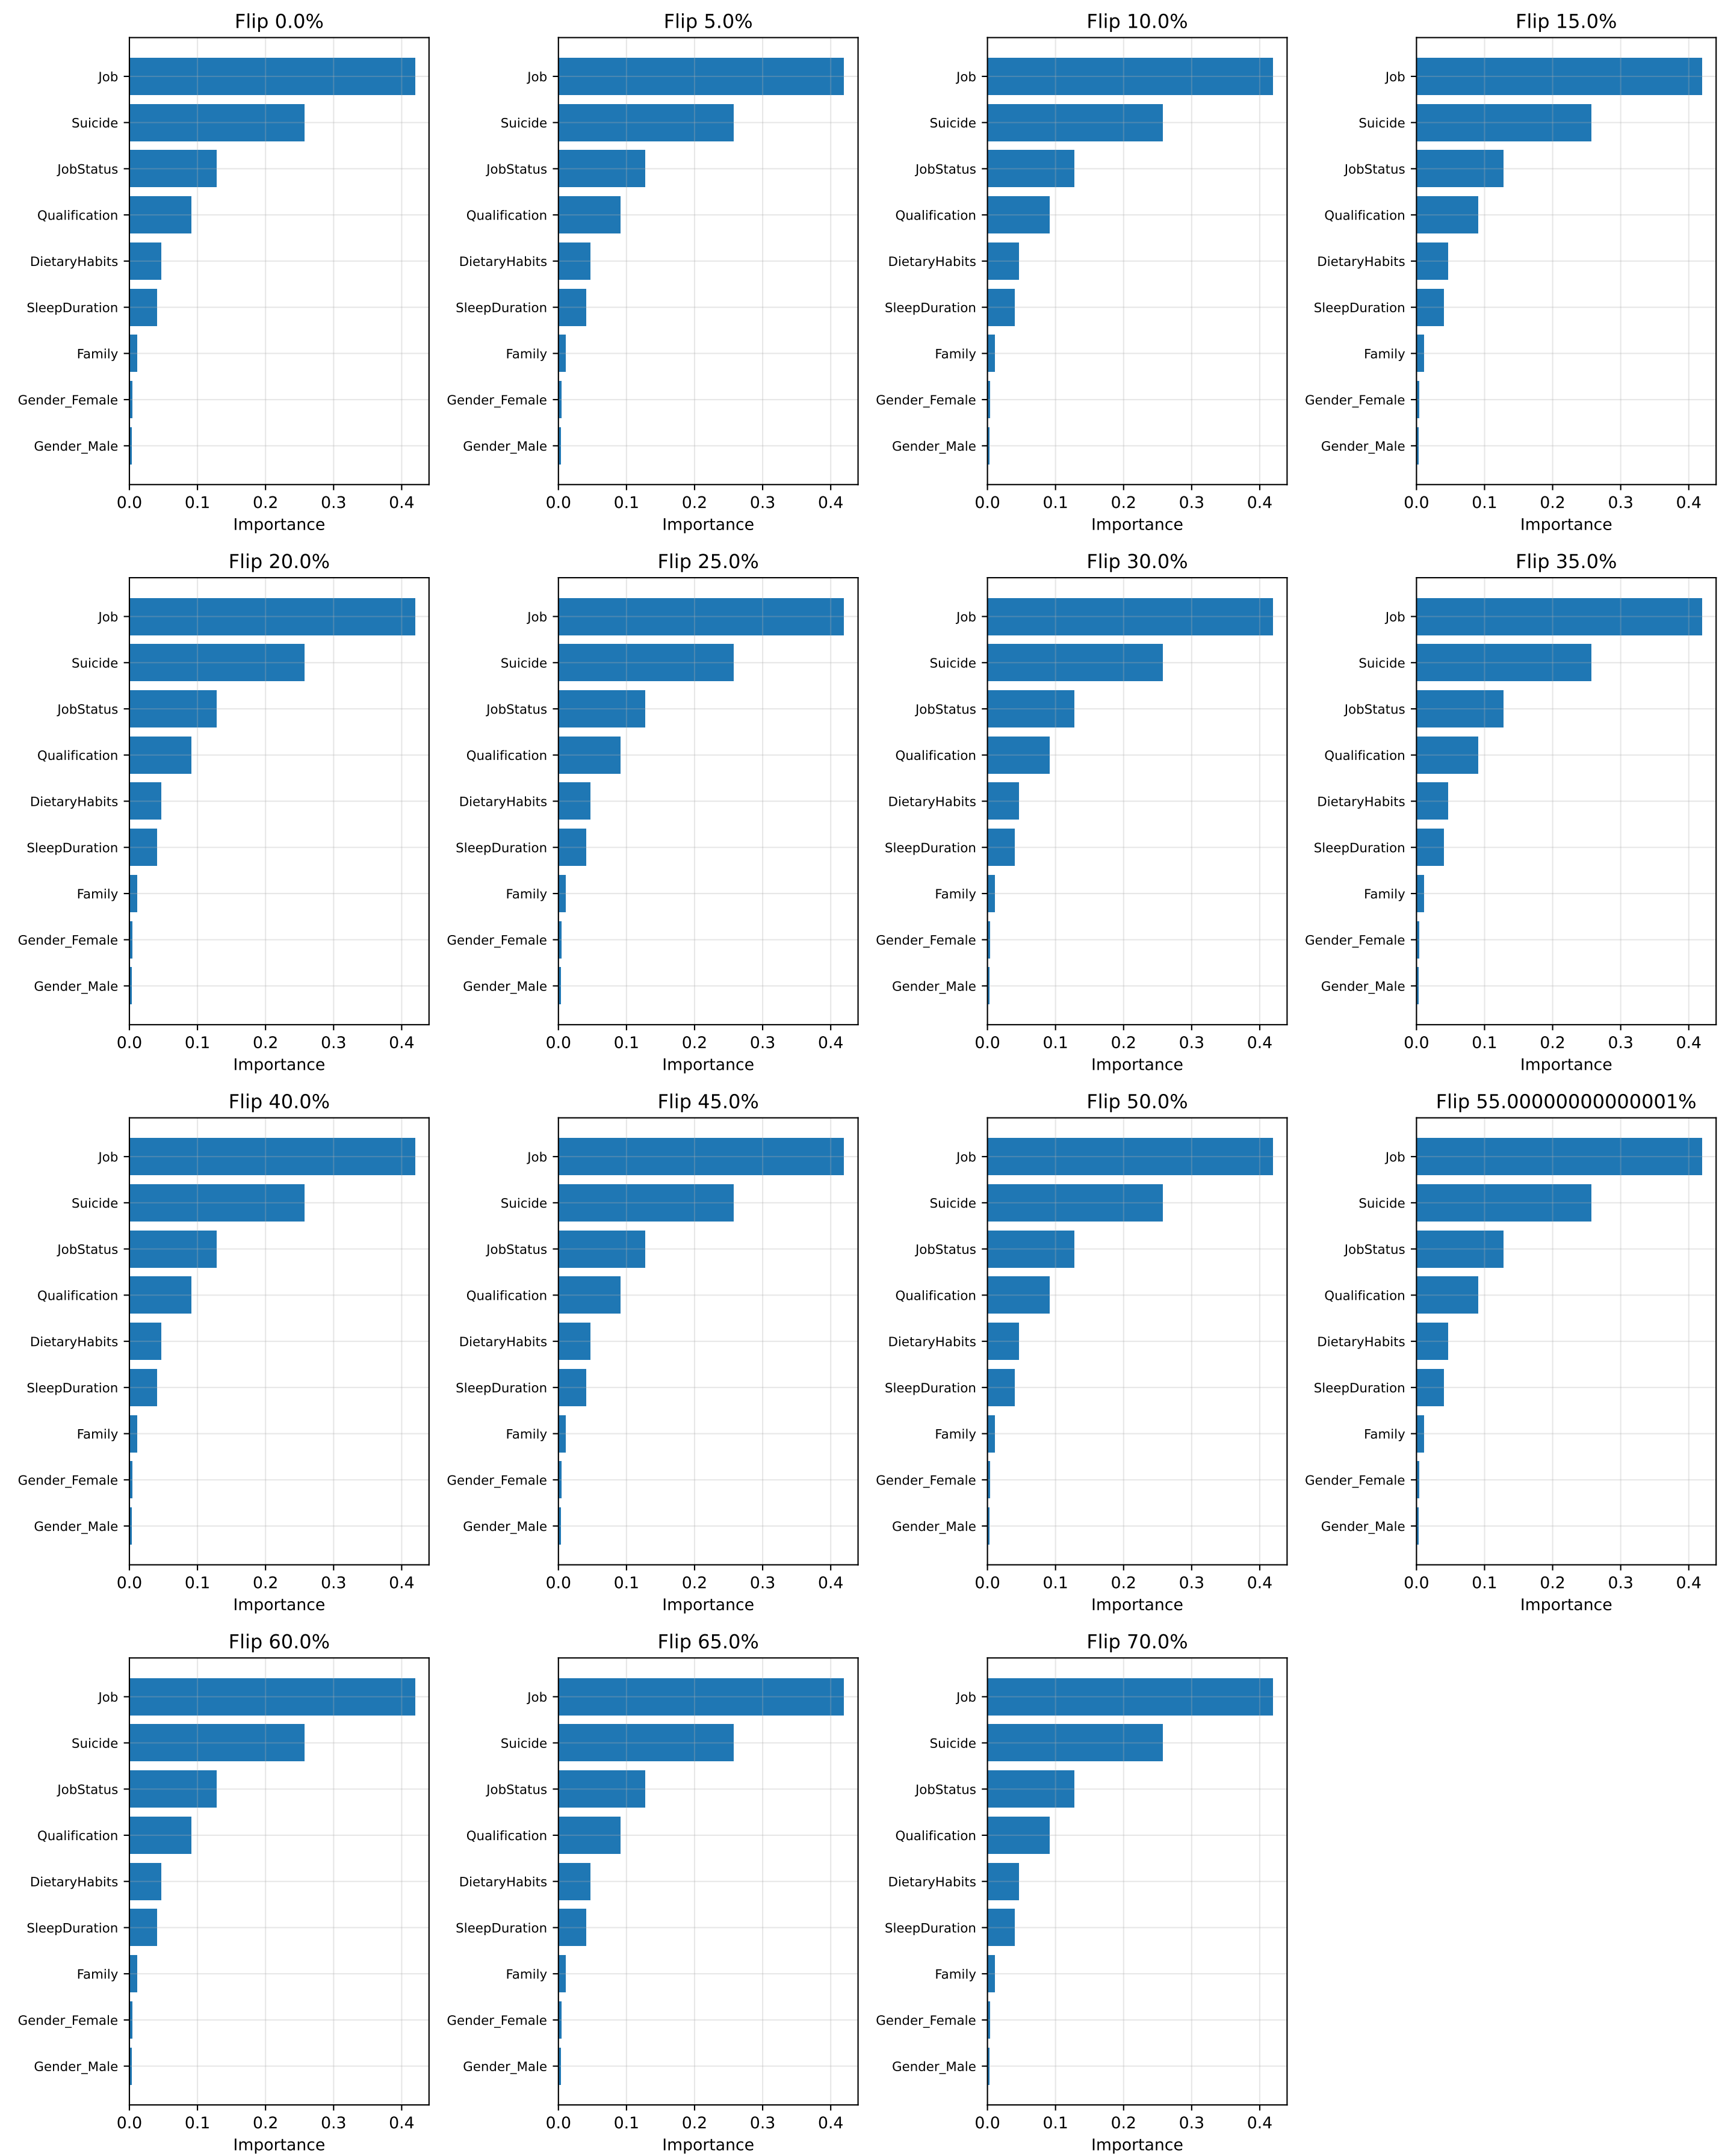 Flip 0.0%
Job
Suicide
JobStatus
Qualification
DietaryHabits
SleepDuration
Family
Gender_Female
Gender_Male
0.0 0.1 0.2 0.3 0.4
Importance
Flip 5.0%
Job
Suicide
JobStatus
Qualification
DietaryHabits
SleepDuration
Family
Gender_Female
Gender_Male
0.0 0.1 0.2 0.3 0.4
Importance
Flip 10.0%
Job
Suicide
JobStatus
Qualification
DietaryHabits
SleepDuration
Family
Gender_Female
Gender_Male
0.0 0.1 0.2 0.3 0.4
Importance
Flip 15.0%
Job
Suicide
JobStatus
Qualification
DietaryHabits
SleepDuration
Family
Gender_Female
Gender_Male
0.0 0.1 0.2 0.3 0.4
Importance
Flip 20.0%
Job
Suicide
JobStatus
Qualification
DietaryHabits
SleepDuration
Family
Gender_Female
Gender_Male
0.0 0.1 0.2 0.3 0.4
Importance
Flip 25.0%
Job
Suicide
JobStatus
Qualification
DietaryHabits
SleepDuration
Family
Gender_Female
Gender_Male
0.0 0.1 0.2 0.3 0.4
Importance
Flip 30.0%
Job
Suicide
JobStatus
Qualification
DietaryHabits
SleepDuration
Family
Gender_Female
Gender_Male
0.0 0.1 0.2 0.3 0.4
Importance
Flip 35.0%
Job
Suicide
JobStatus
Qualification
DietaryHabits
SleepDuration
Family
Gender_Female
Gender_Male
0.0 0.1 0.2 0.3 0.4
Importance
Flip 40.0%
Job
Suicide
JobStatus
Qualification
DietaryHabits
SleepDuration
Family
Gender_Female
Gender_Male
0.0 0.1 0.2 0.3 0.4
Importance
Flip 45.0%
Job
Suicide
JobStatus
Qualification
DietaryHabits
SleepDuration
Family
Gender_Female
Gender_Male
0.0 0.1 0.2 0.3 0.4
Importance
Flip 50.0%
Job
Suicide
JobStatus
Qualification
DietaryHabits
SleepDuration
Family
Gender_Female
Gender_Male
0.0 0.1 0.2 0.3 0.4
Importance
Flip 55.00000000000001%
Job
Suicide
JobStatus
Qualification
DietaryHabits
SleepDuration
Family
Gender_Female
Gender_Male
0.0 0.1 0.2 0.3 0.4
Importance
Flip 60.0%
Job
Suicide
JobStatus
Qualification
DietaryHabits
SleepDuration
Family
Gender_Female
Gender_Male
0.0 0.1 0.2 0.3 0.4
Importance
Flip 65.0%
Job
Suicide
JobStatus
Qualification
DietaryHabits
SleepDuration
Family
Gender_Female
Gender_Male
0.0 0.1 0.2 0.3 0.4
Importance
Flip 70.0%
Job
Suicide
JobStatus
Qualification
DietaryHabits
SleepDuration
Family
Gender_Female
Gender_Male
0.0 0.1 0.2 0.3 0.4
Importance